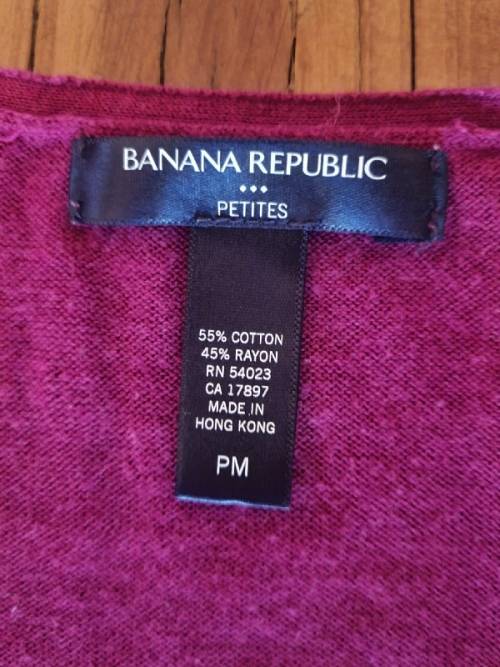 BANANA REPUBLIC
PETITES
55% COTTON
45% RAYON
RN 54023
CA 17897
MADE IN
HONG KONG
PM